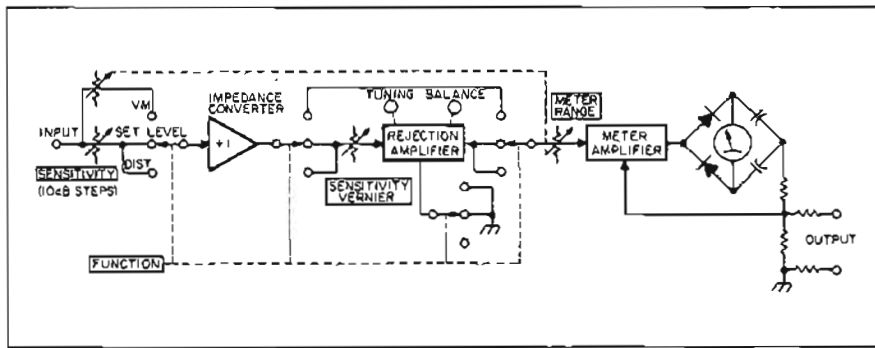 VM
INPUT
SET LEVEL
DIST
SENSITIVITY
(10dB STEPS)
IMPEDANCE
CONVERTER
+1
TUNING BALANCE
REJECTION
AMPLIFIER
SENSITIVITY
VERNIER
METER
RANGE
METER
AMPLIFIER
OUTPUT
FUNCTION